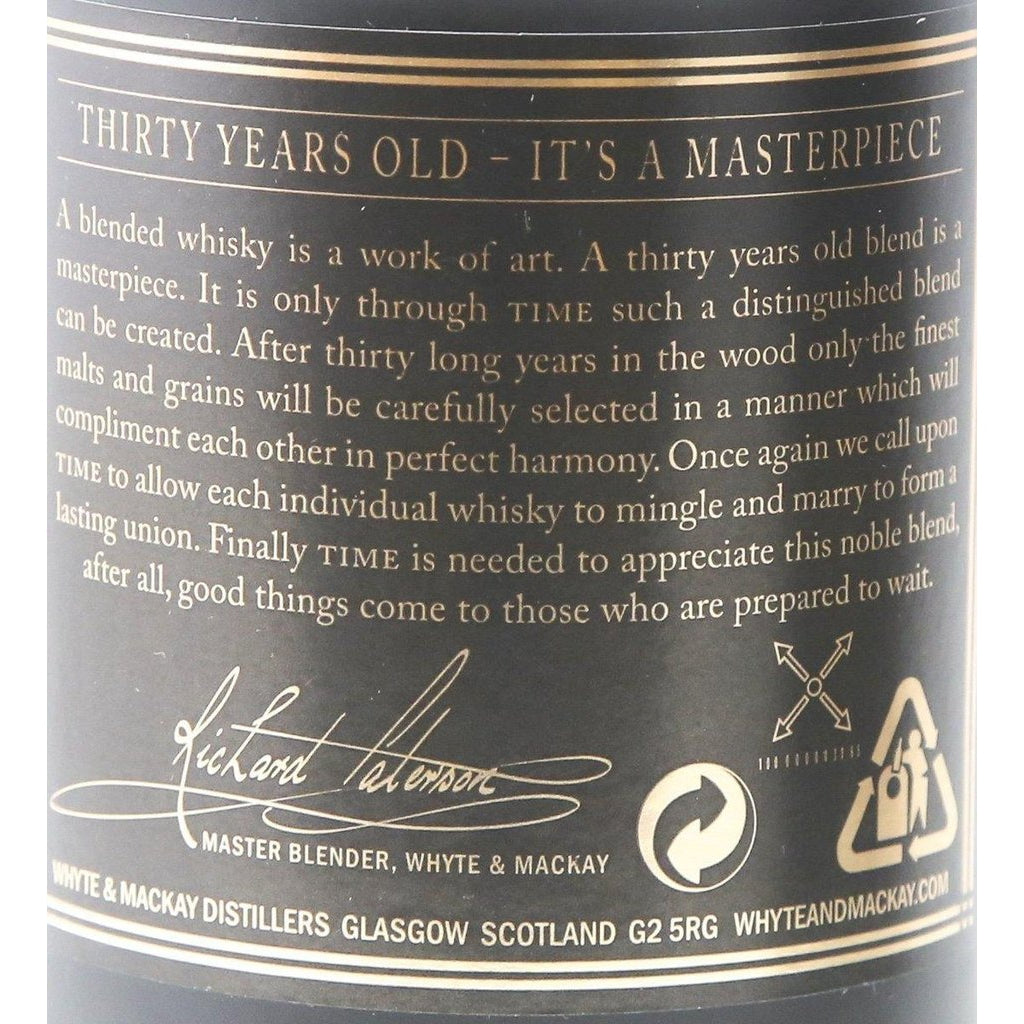 THIRTY YEARS OLD – IT'S A MASTERPIECE
A blended whisky is a work of art. A thirty years old blend is a
masterpiece. It is only through TIME such a distinguished blend
can be created. After thirty long years in the wood only the finest
malts and grains will be carefully selected in a manner which will
compliment each other in perfect harmony. Once again we call upon
TIME to allow each individual whisky to mingle and marry to form a
lasting union. Finally TIME is needed to appreciate this noble blend,
after all, good things come to those who are prepared to wait.
Richard Paterson
MASTER BLENDER, WHYTE & MACKAY
WHYTE & MACKAY DISTILLERS GLASGOW SCOTLAND G2 5RG WHYTEANDMACKAY.COM